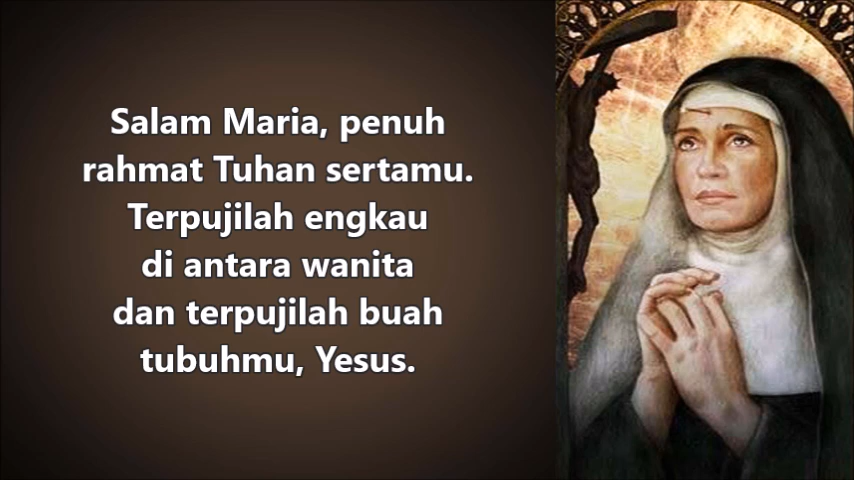 Salam Maria, penuh
rahmat Tuhan sertamu.
Terpujilah engkau
di antara wanita
dan terpujilah buah
tubuhmu, Yesus.